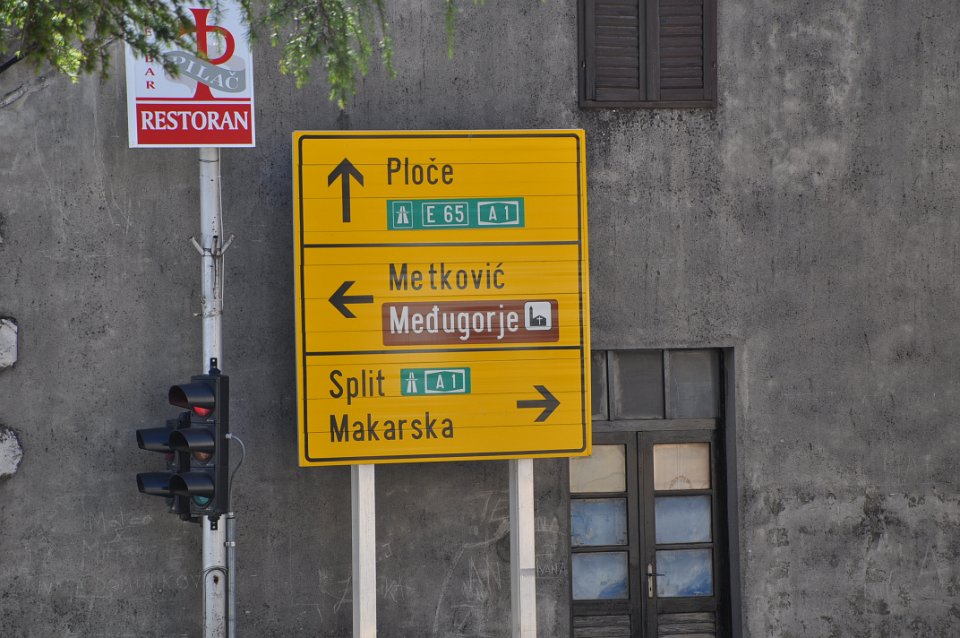 BAR
PILAČ
RESTORAN
Ploče
E 65 A1
Metković
Međugorje
Split A1
Makarska